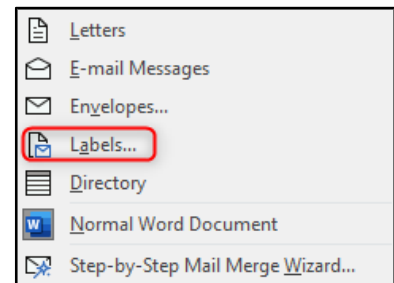 Letters
E-mail Messages
Envelopes...
Labels...
Directory
Normal Word Document
Step-by-Step Mail Merge Wizard...